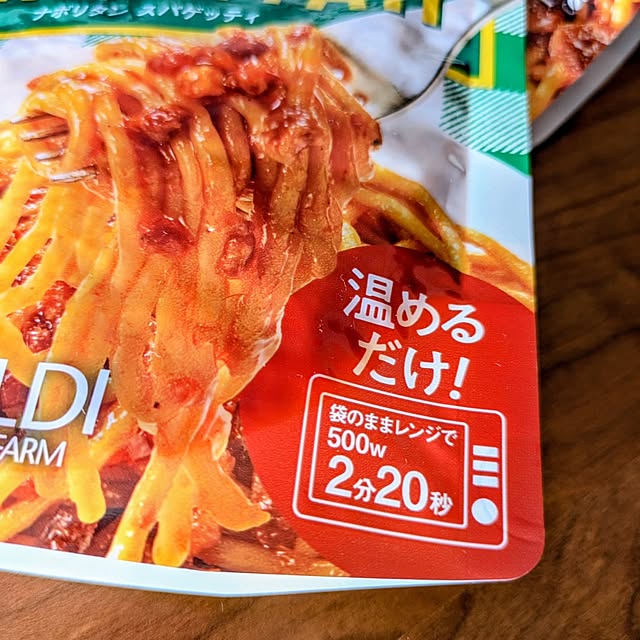 ナポリタン スパゲッティ
温める
だけ!
袋のままレンジで
500w
2分20秒
LDI
FARM